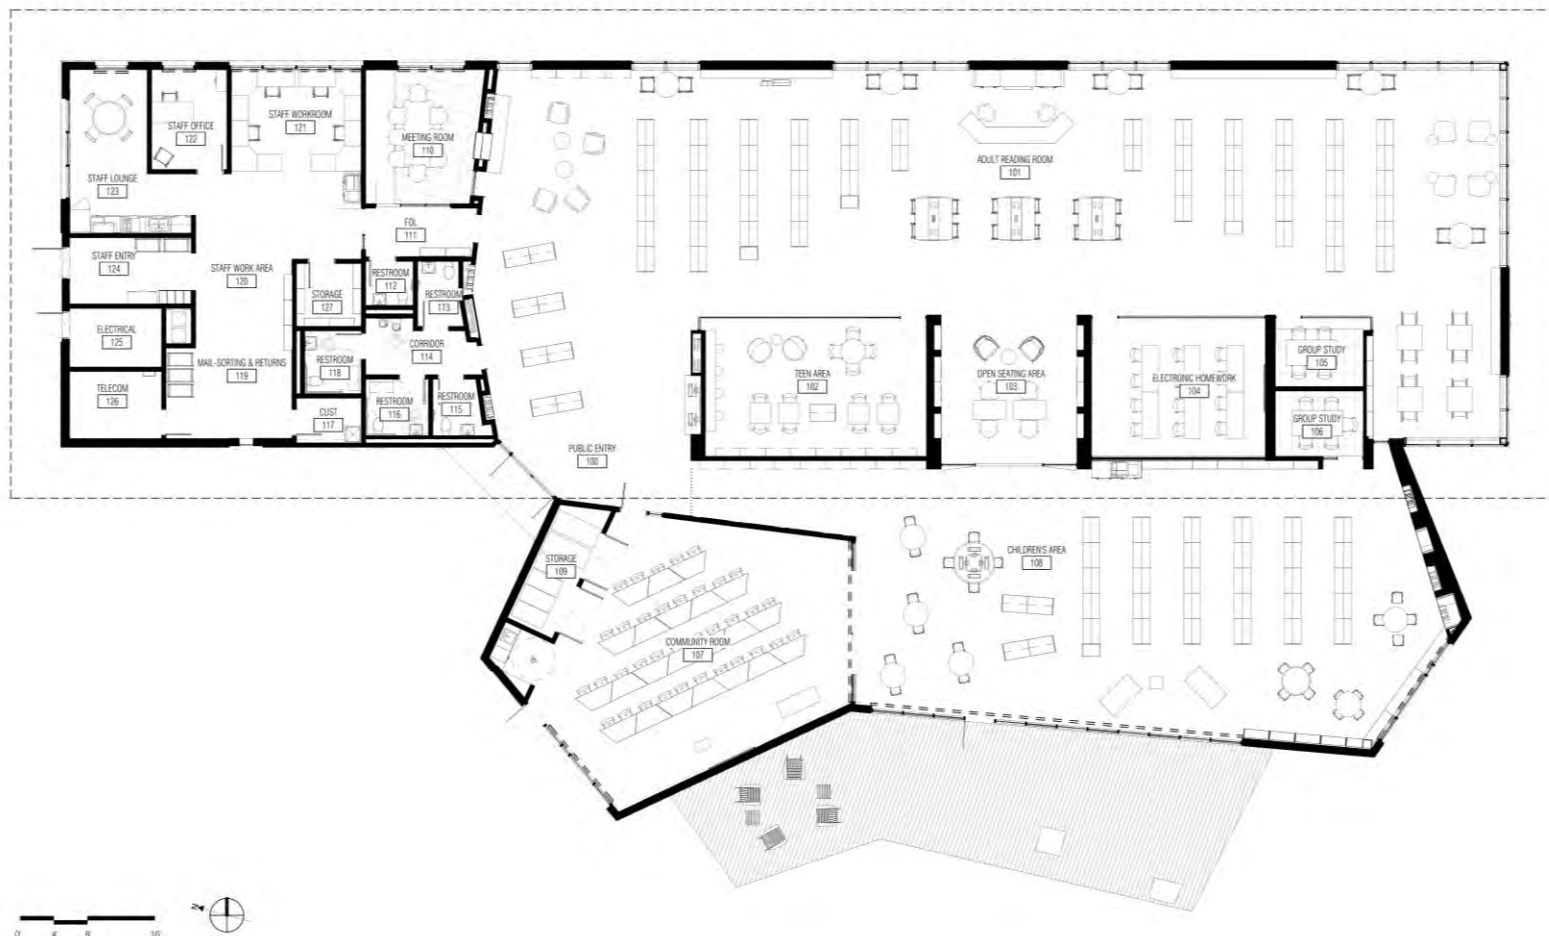 STAFF OFFICE
122
STAFF WORKROOM
121
MEETING ROOM
110
STAFF LOUNGE
123
FOL
111
ADULT READING ROOM
101
STAFF ENTRY
124
STAFF WORK AREA
120
RESTROOM
112
RESTROOM
113
STORAGE
127
ELECTRICAL
125
CORRIDOR
114
MAIL-SORTING & RETURNS
119
RESTROOM
118
TELECOM
126
RESTROOM
116
RESTROOM
115
CUST
117
TEEN AREA
102
OPEN SEATING AREA
103
ELECTRONIC HOMEWORK
104
GROUP STUDY
105
GROUP STUDY
106
PUBLIC ENTRY
100
STORAGE
109
CHILDREN'S AREA
108
COMMUNITY ROOM
107
N
0 4' 8' 16'